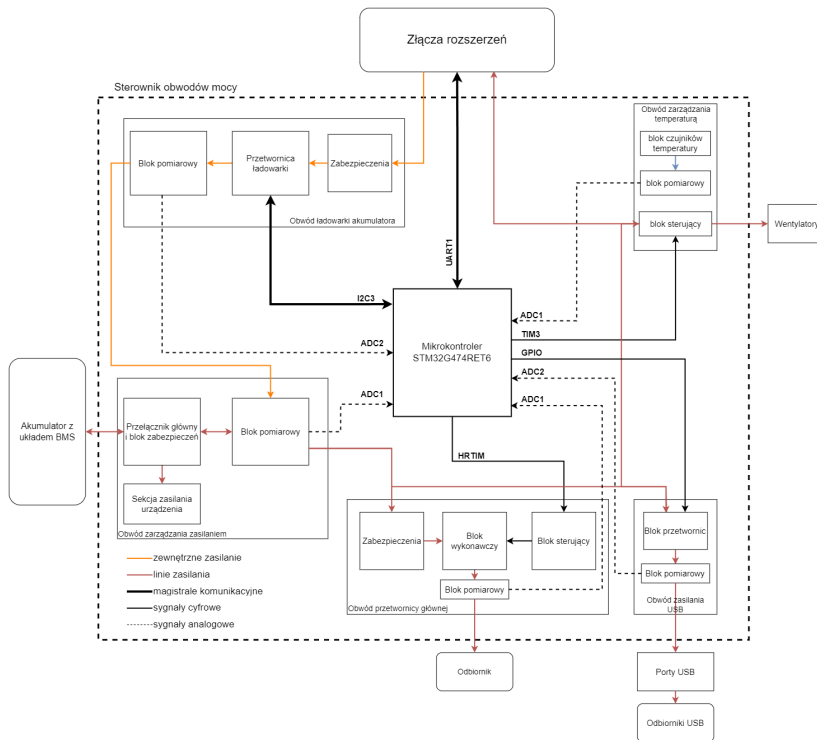 Złącza rozszerzeń
Sterownik obwodów mocy
Obwód zarządzania
temperaturą
blok czujników
temperatury
blok pomiarowy
blok sterujący
Wentylatory
Blok pomiarowy
Przetwornica
ładowarki
Zabezpieczenia
Obwód ładowarki akumulatora
UART1
I2C3
ADC2
ADC1
Mikrokontroler
STM32G474RET6
ADC1
TIM3
GPIO
ADC2
ADC1
HRTIM
Akumulator z
układem BMS
Przełącznik główny
i blok zabezpieczeń
Blok pomiarowy
Sekcja zasilania
urządzenia
Obwód zarządzania zasilaniem
Zabezpieczenia
Blok
wykonawczy
Blok sterujący
Blok pomiarowy
Obwód przetwornicy głównej
Blok przetwornic
Blok pomiarowy
Obwód zasilania
USB
zewnętrzne zasilanie
linie zasilania
magistrale komunikacyjne
sygnały cyfrowe
sygnały analogowe
Odbiornik
Porty USB
Odbiorniki USB